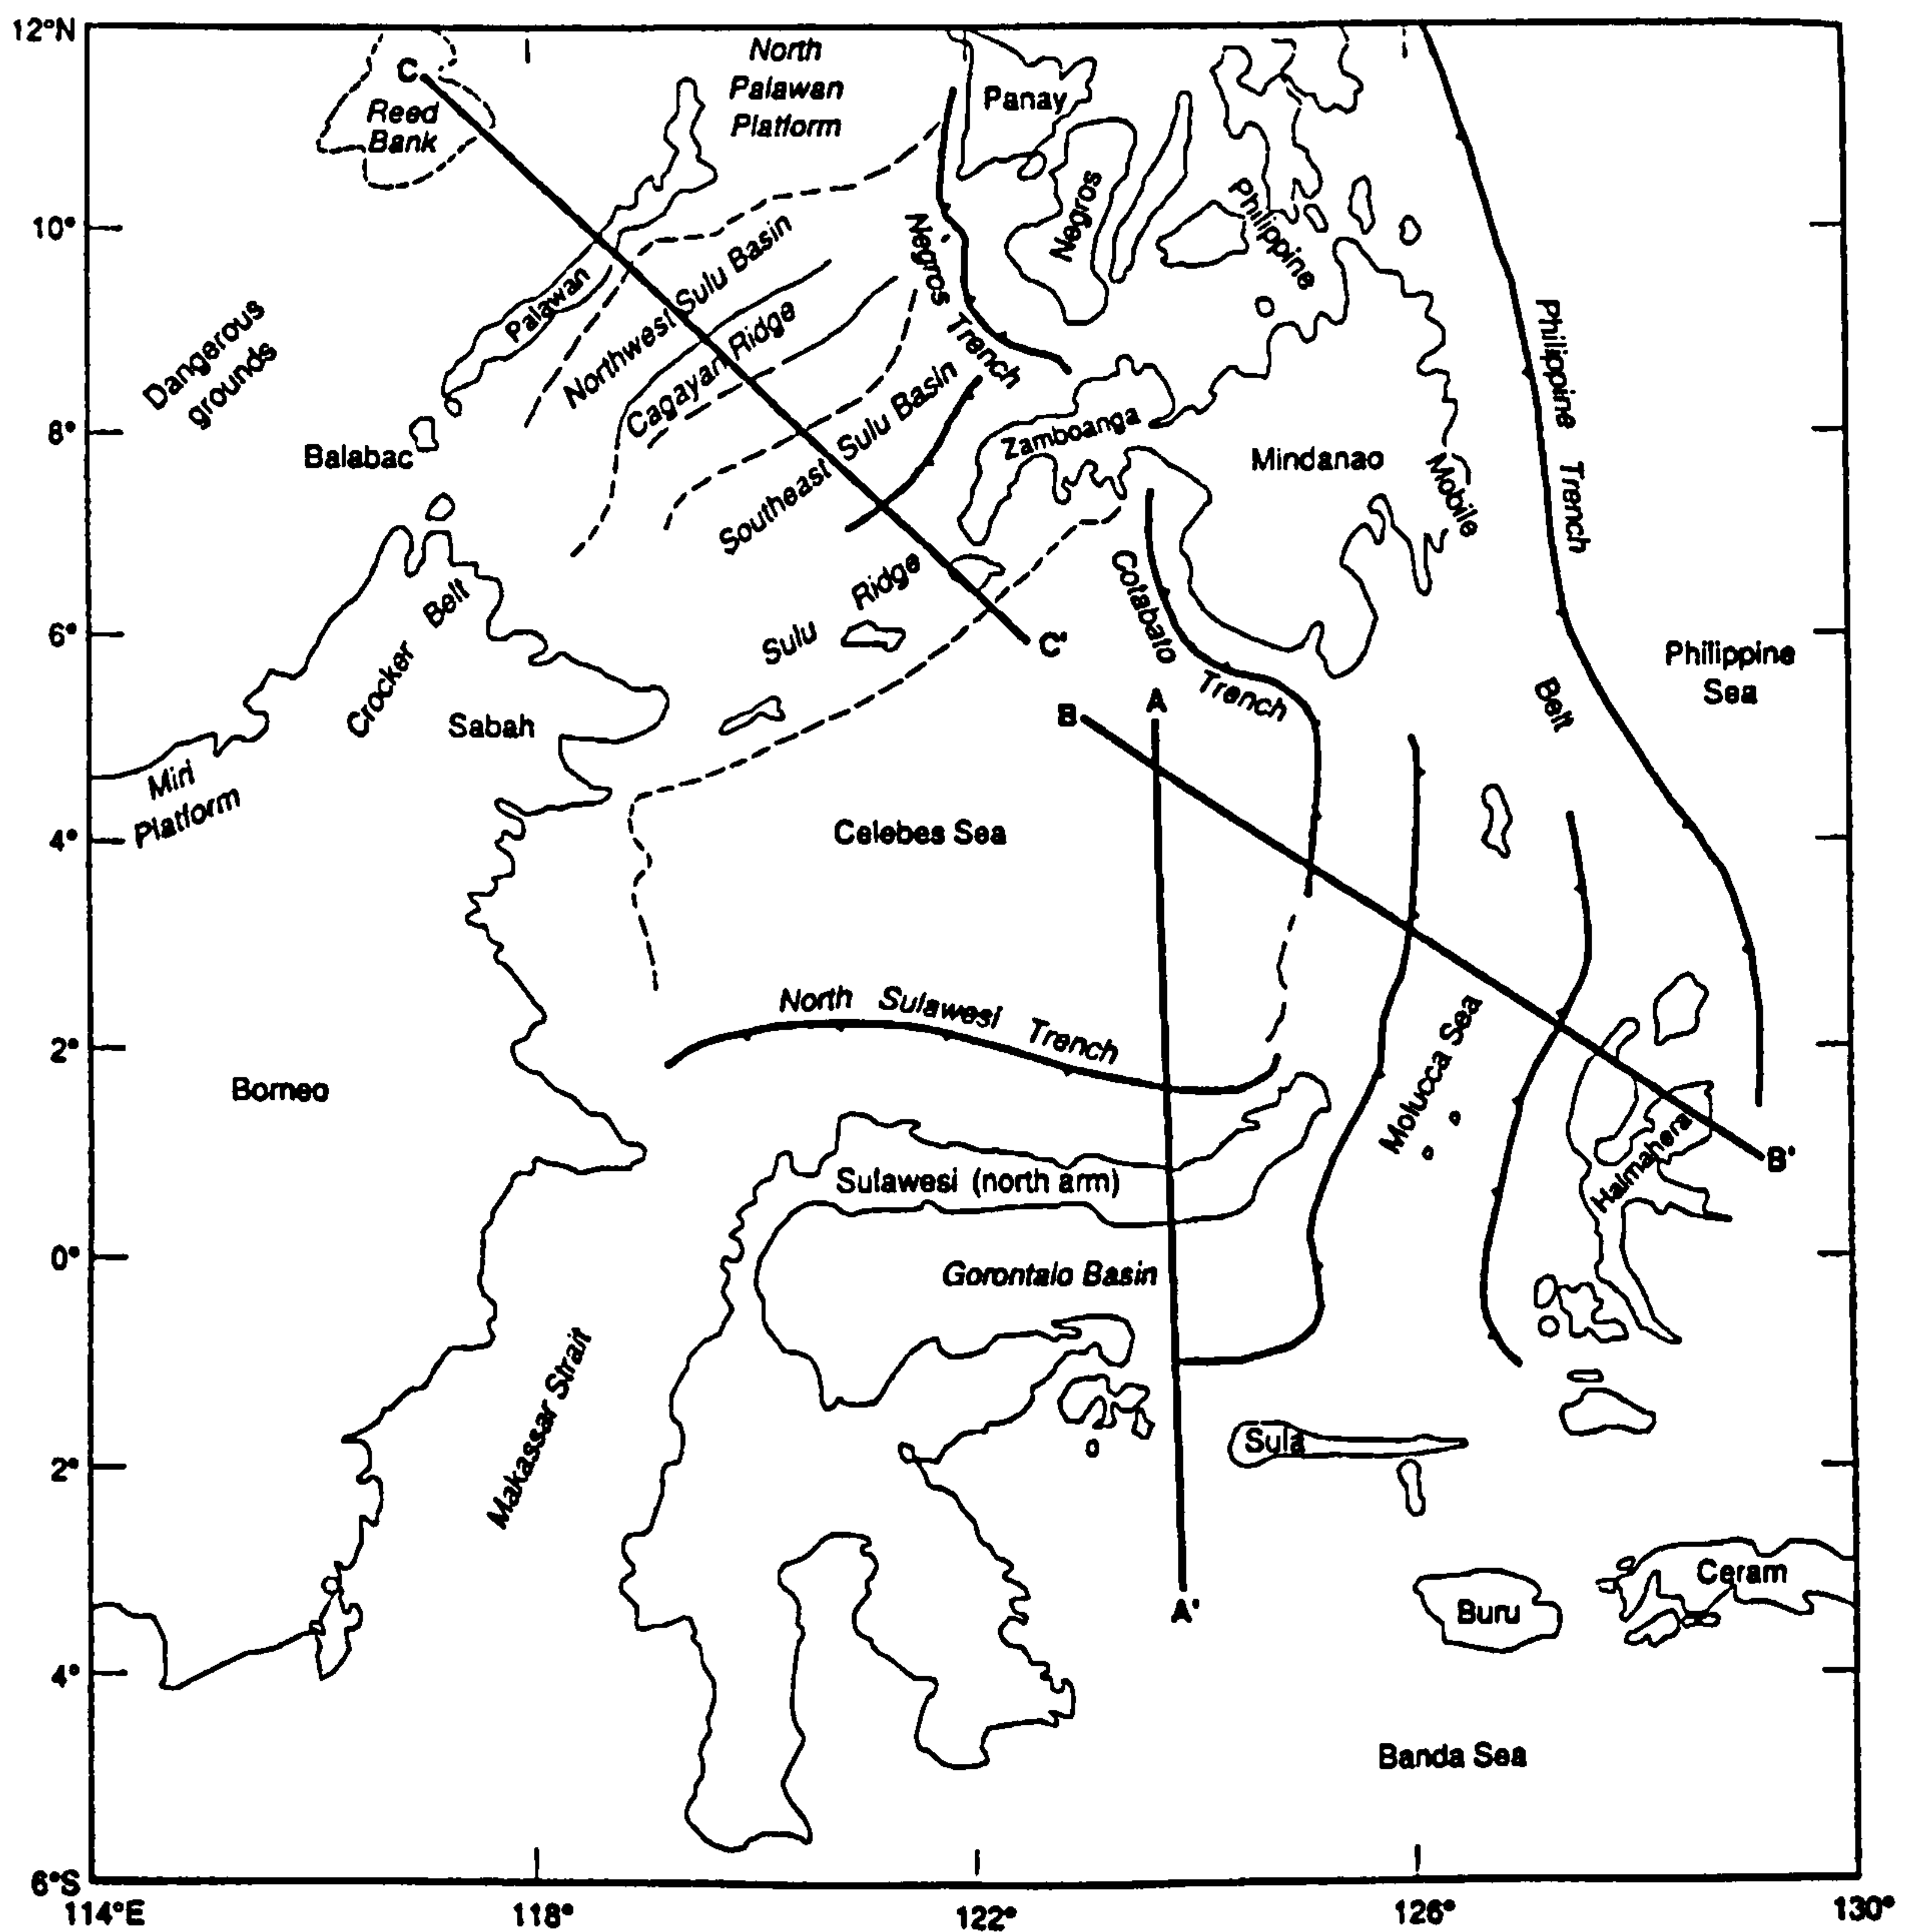 12°N
North
Palawan
Platform
C
Reed
Bank
Panay
10°
Negros
Philippine
Negros Trench
Northwest Sulu Basin
Palawan
Dangerous
grounds
Cagayan Ridge
Philippine Trench
8°
Balabac
Southeast Sulu Basin
Zamboanga
Mindanao
Mobile
Crocker Belt
Sulu Ridge
Cotabato Trench
6°
C'
Philippine
Sea
Belt
A
B
Sabah
Miri
Platform
4°
Celebes Sea
North Sulawesi Trench
2°
Borneo
Molucca Sea
B'
Halmahera
Sulawesi (north arm)
0°
Gorontalo Basin
Makassar Strait
2°
Sula
Ceram
Buru
A'
4°
Banda Sea
6°S
114°E
118°
122°
126°
130°